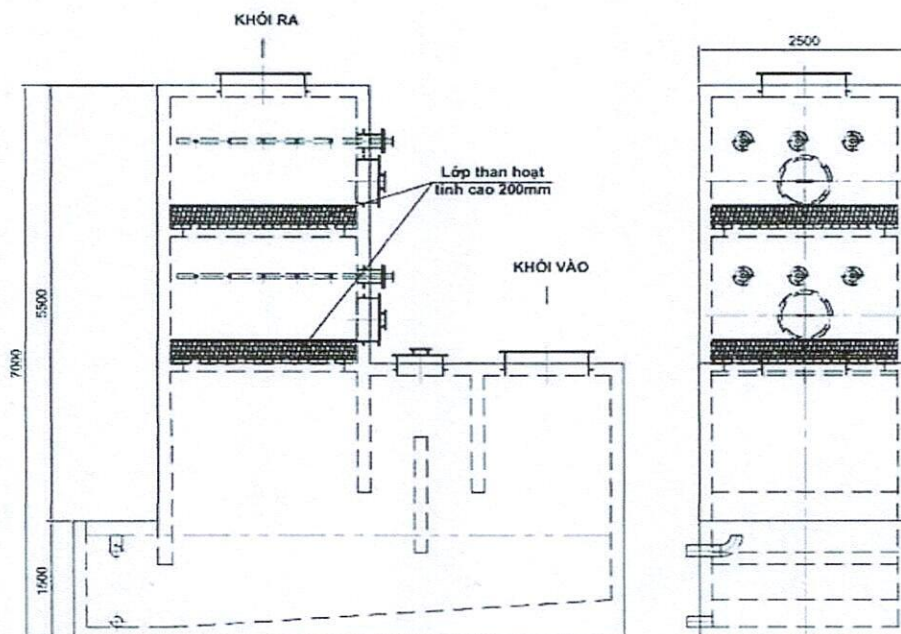 KHÓI RA
2500
Lớp than hoạt
tính cao 200mm
KHÓI VÀO
5500
7000
1500